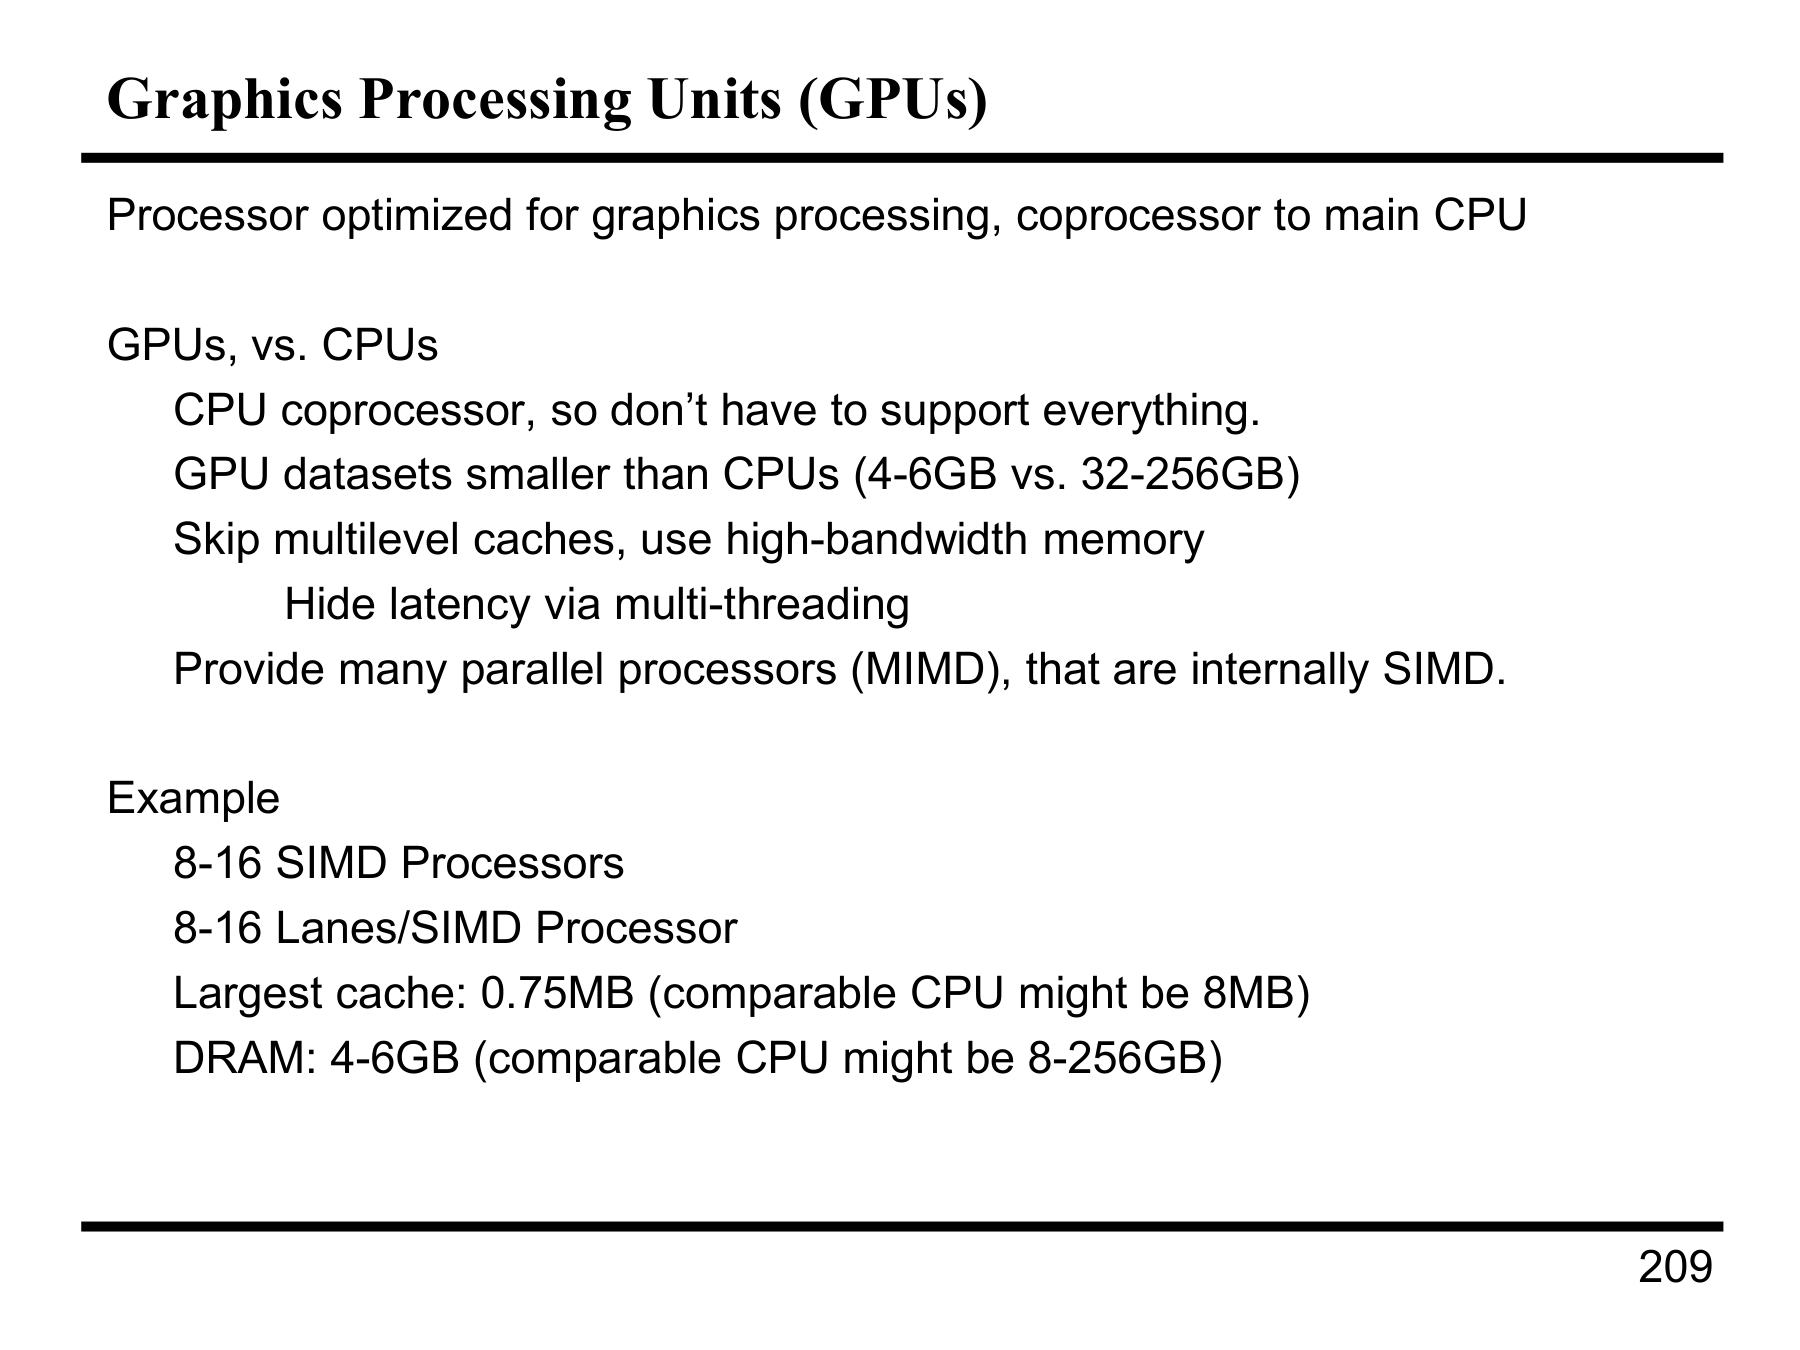 Graphics Processing Units (GPUs)
Processor optimized for graphics processing, coprocessor to main CPU
GPUs, vs. CPUs
CPU coprocessor, so don’t have to support everything.
GPU datasets smaller than CPUs (4-6GB vs. 32-256GB)
Skip multilevel caches, use high-bandwidth memory
Hide latency via multi-threading
Provide many parallel processors (MIMD), that are internally SIMD.
Example
8-16 SIMD Processors
8-16 Lanes/SIMD Processor
Largest cache: 0.75MB (comparable CPU might be 8MB)
DRAM: 4-6GB (comparable CPU might be 8-256GB)
209